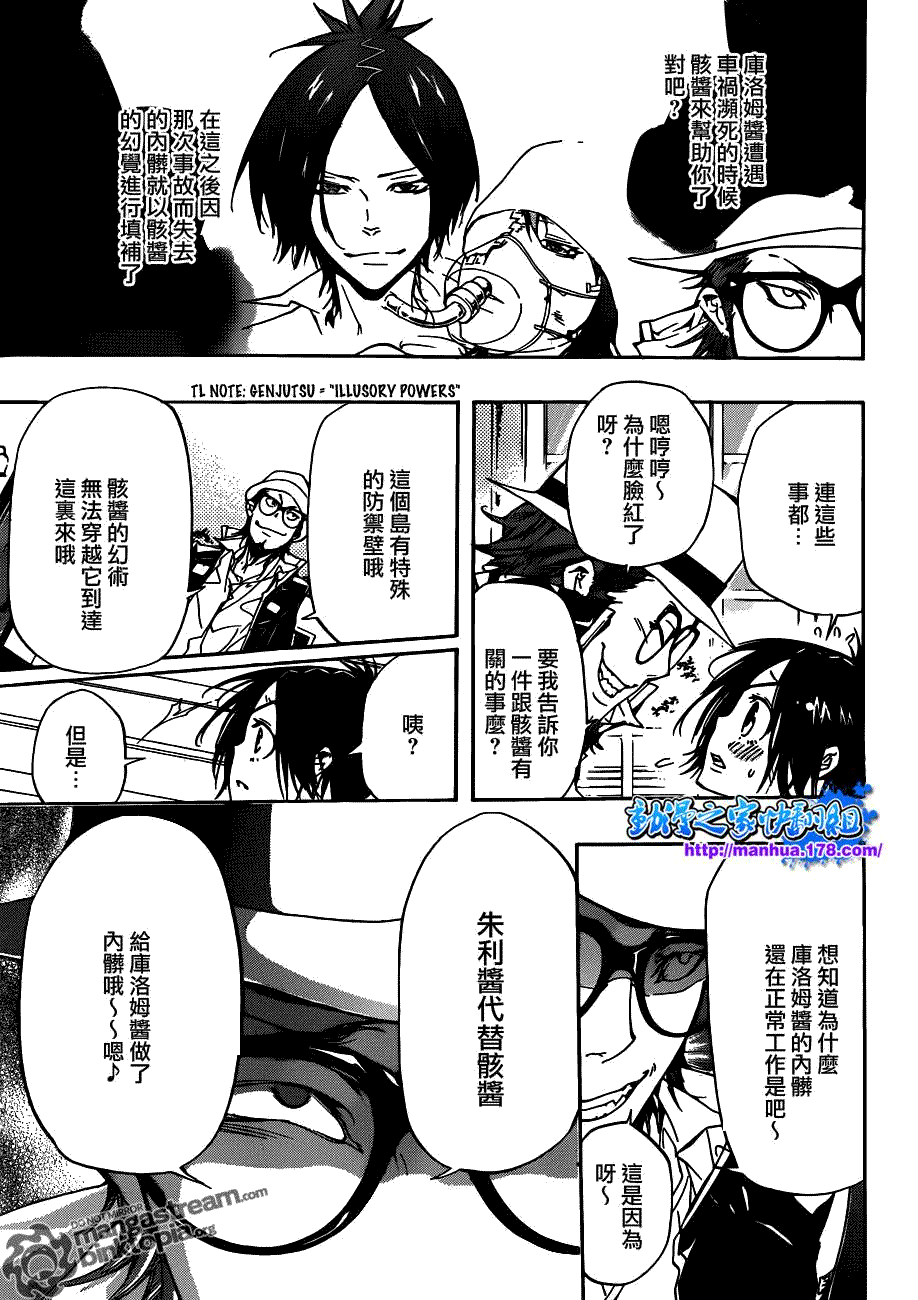 庫洛姆醬遭遇
車禍瀕死的時候
骸醬來幫助你了
對吧？
在這之後因
那次事故而失去
的內髒就以骸醬
的幻覺進行填補了
TL NOTE: GENJUTSU = "ILLUSORY POWERS"
連這些
事都…
嗯哼哼～
為什麼臉紅了
呀？
要我告訴你
一件跟骸醬有
關的事麼？
這個島有特殊
的防禦壁哦
骸醬的幻術
無法穿越它到達
這裏來哦
咦？
但是…
動漫之家快翻組
http://manhua.178.com/
想知道為什麼
庫洛姆醬的內髒
還在正常工作是吧～
這是因為
呀～
朱利醬代替骸醬
給庫洛姆醬做了
內髒哦～～嗯♪
DO NOT MIRROR
mangastream.com
binktopia.org